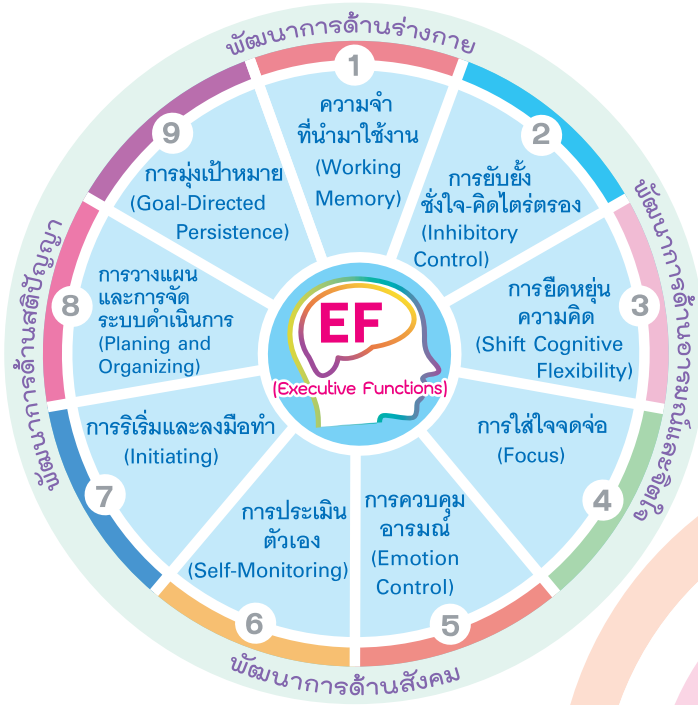 พัฒนาการด้านร่างกาย
1
ความจำ
ที่นำมาใช้งาน
(Working
Memory)
2
การยับยั้ง
ชั่งใจ-คิดไตร่ตรอง
(Inhibitory
Control)
พัฒนาการด้านอารมณ์และจิตใจ
3
การยืดหยุ่น
ความคิด
(Shift Cognitive
Flexibility)
4
การใส่ใจจดจ่อ
(Focus)
5
การควบคุม
อารมณ์
(Emotion
Control)
พัฒนาการด้านสังคม
6
การประเมิน
ตัวเอง
(Self-Monitoring)
7
การริเริ่มและลงมือทำ
(Initiating)
พัฒนาการด้านสติปัญญา
8
การวางแผน
และการจัด
ระบบดำเนินการ
(Planing and
Organizing)
9
การมุ่งเป้าหมาย
(Goal-Directed
Persistence)
EF
(Executive Functions)